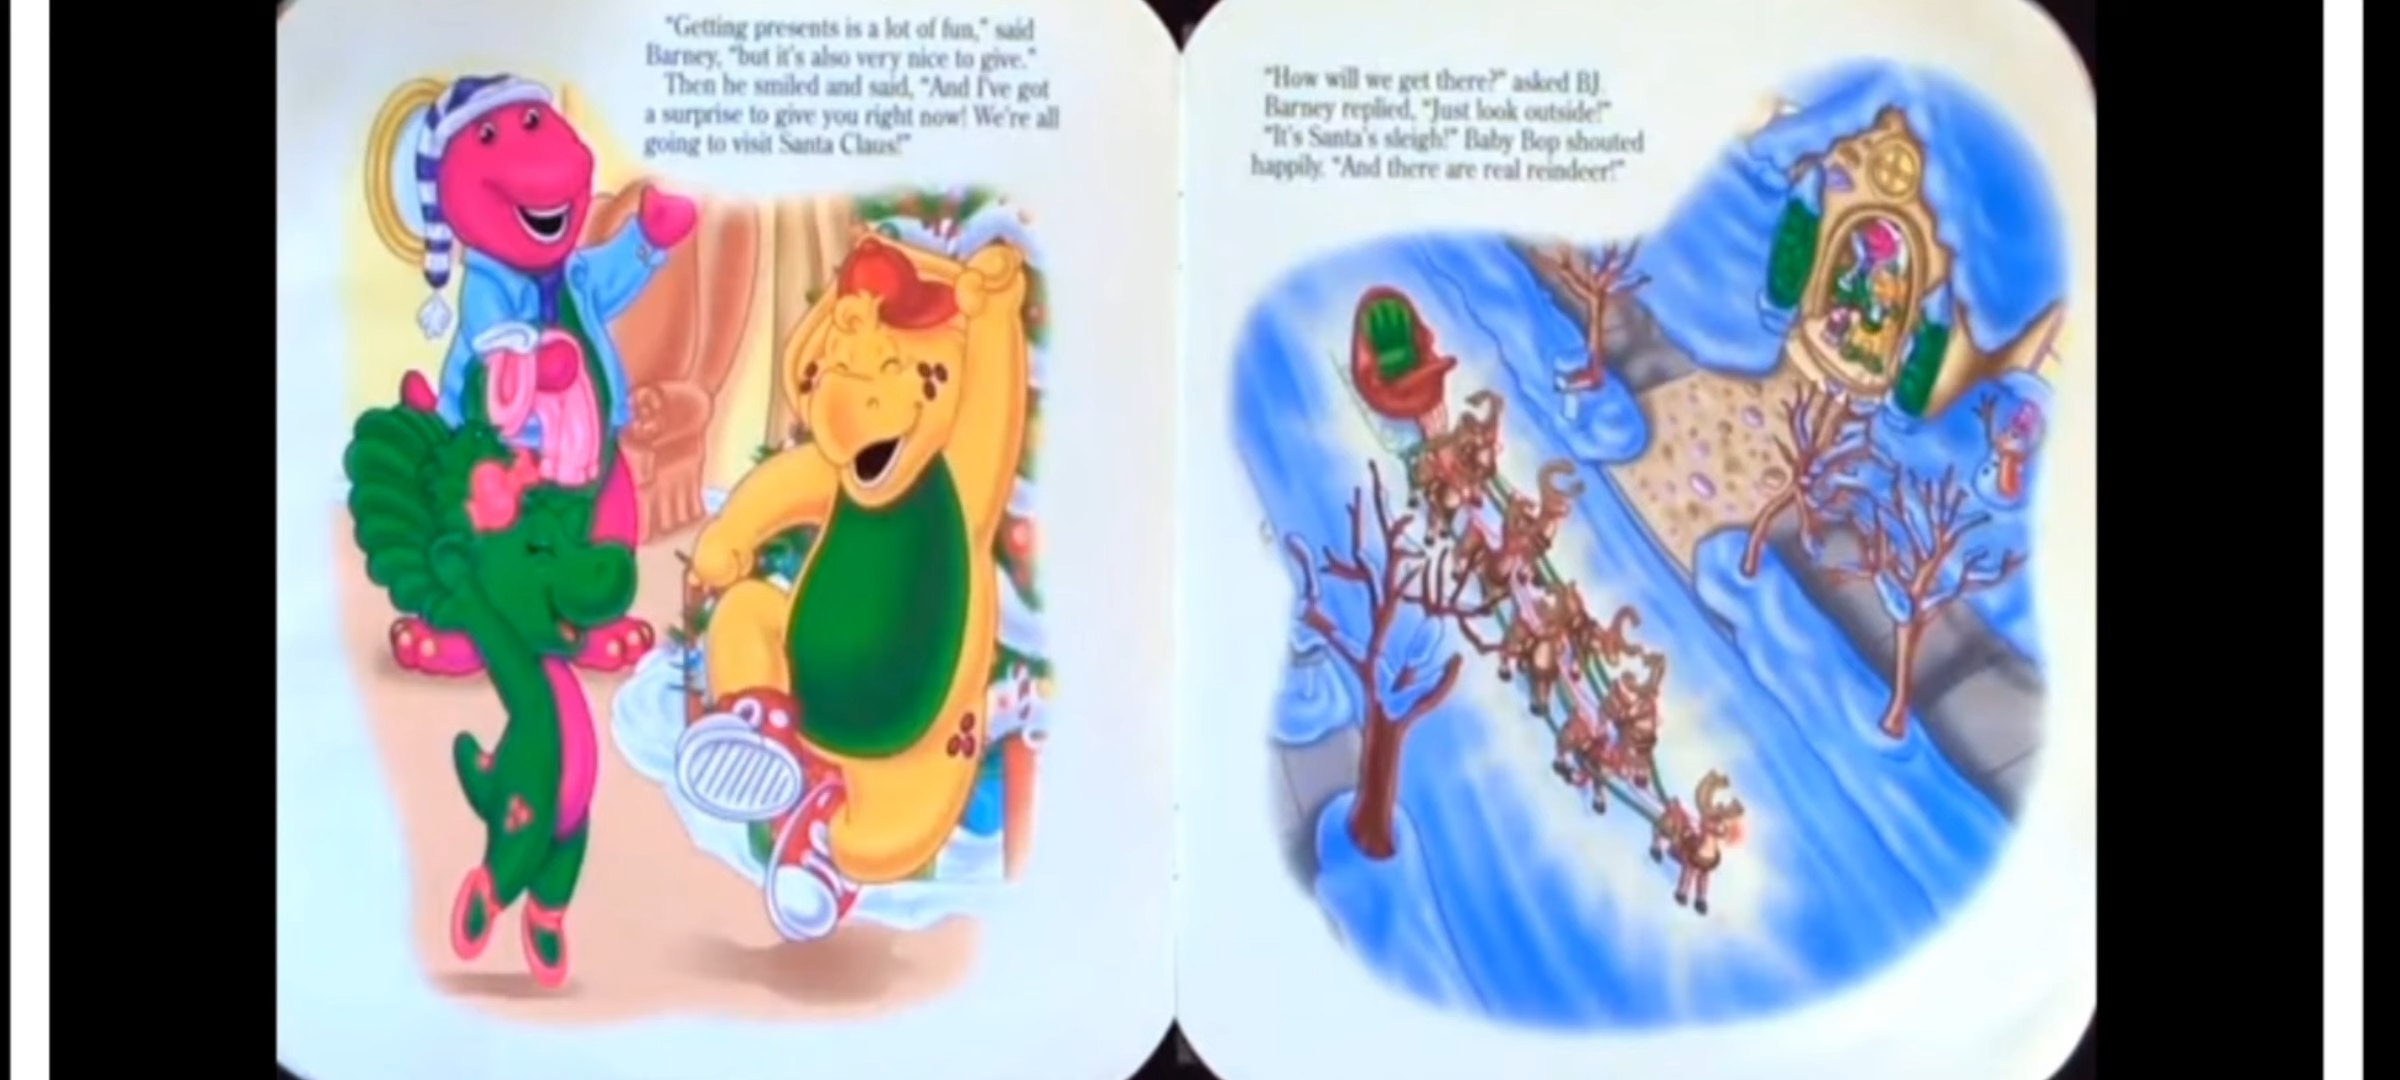 "Getting presents is a lot of fun," said
Barney, "but it's also very nice to give."
Then he smiled and said, "And I've got
a surprise to give you right now! We're all
going to visit Santa Claus!"
"How will we get there?" asked BJ.
Barney replied, "Just look outside!"
"It's Santa's sleigh!" Baby Bop shouted
happily. "And there are real reindeer!"